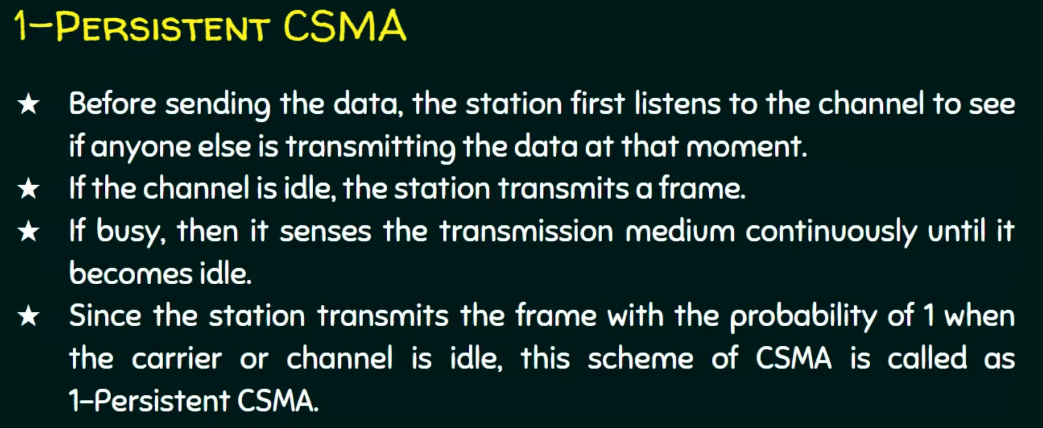 1-Persistent CSMA
★ Before sending the data, the station first listens to the channel to see
if anyone else is transmitting the data at that moment.
★ If the channel is idle, the station transmits a frame.
★ If busy, then it senses the transmission medium continuously until it
becomes idle.
★ Since the station transmits the frame with the probability of 1 when
the carrier or channel is idle, this scheme of CSMA is called as
1-Persistent CSMA.